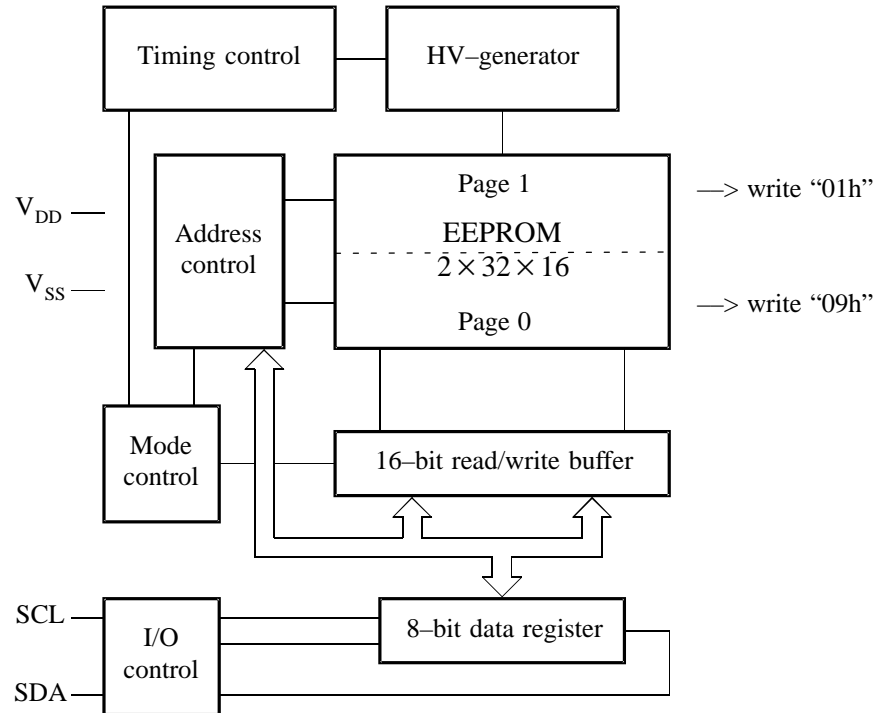 Timing control
HV–generator
Page 1
—> write “01h”
V_DD
Address
control
EEPROM
2 × 32 × 16
V_SS
Page 0
—> write “09h”
Mode
control
16–bit read/write buffer
SCL
I/O
control
8–bit data register
SDA